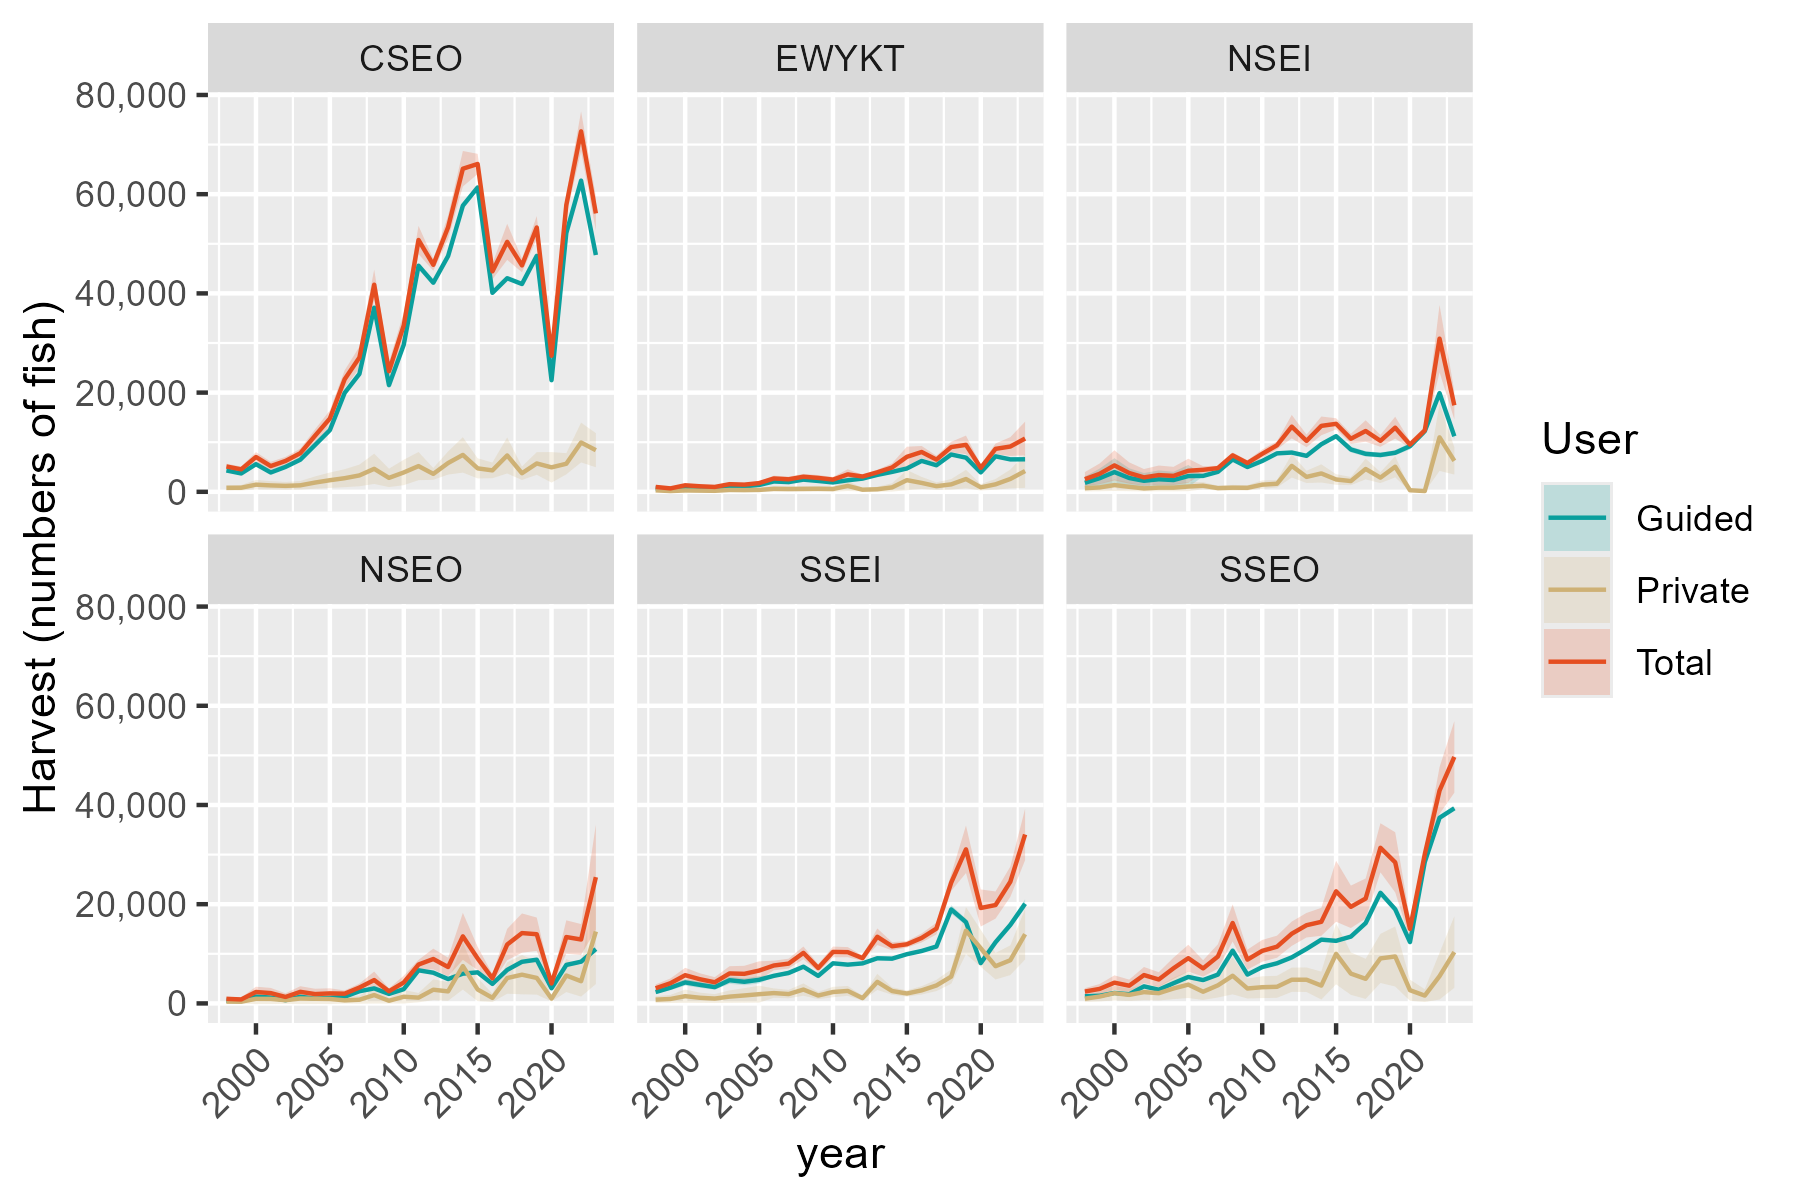 CSEO EWYKT NSEI
80,000
60,000
40,000
20,000
0
NSEO SSEI SSEO
80,000
60,000
40,000
20,000
0
2000 2005 2010 2015 2020 2000 2005 2010 2015 2020 2000 2005 2010 2015 2020
year
Harvest (numbers of fish)
User
Guided
Private
Total